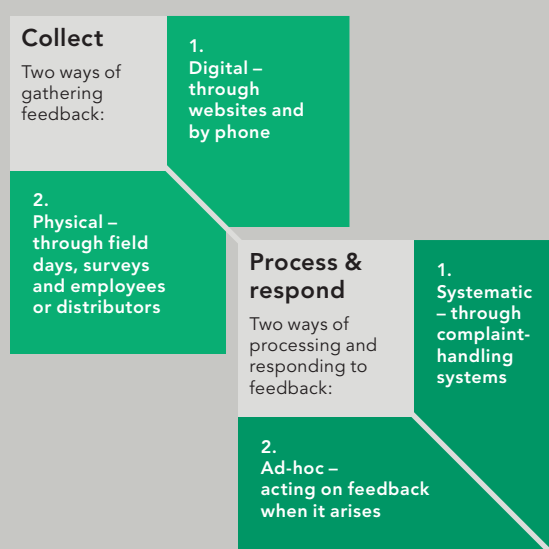 Collect
Two ways of
gathering
feedback:
1.
Digital –
through
websites and
by phone
2.
Physical –
through field
days, surveys
and employees
or distributors
Process &
respond
Two ways of
processing and
responding to
feedback:
1.
Systematic
– through
complaint-
handling
systems
2.
Ad-hoc –
acting on feedback
when it arises